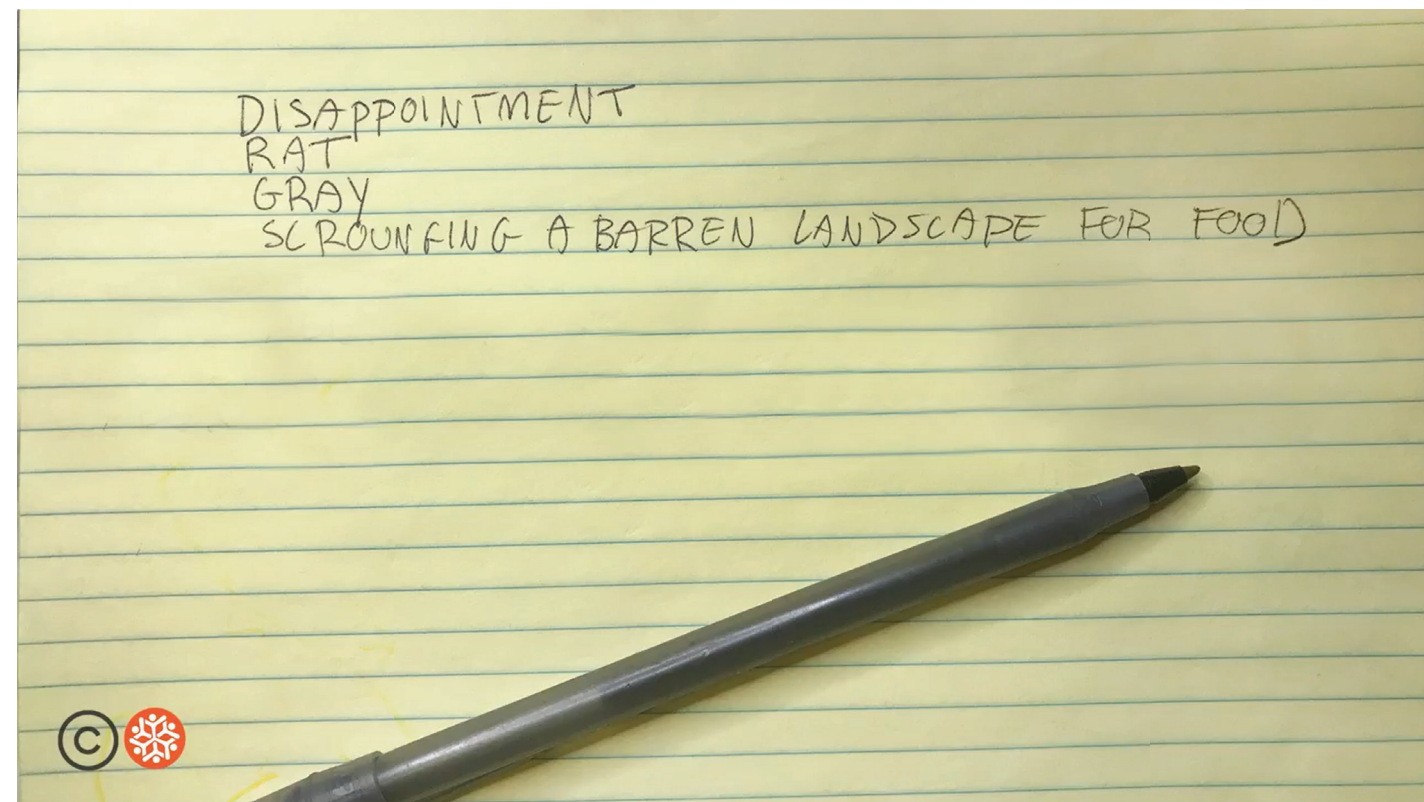 DISAPPOINTMENT
RAT
GRAY
SCROUNGING A BARREN LANDSCAPE FOR FOOD
©